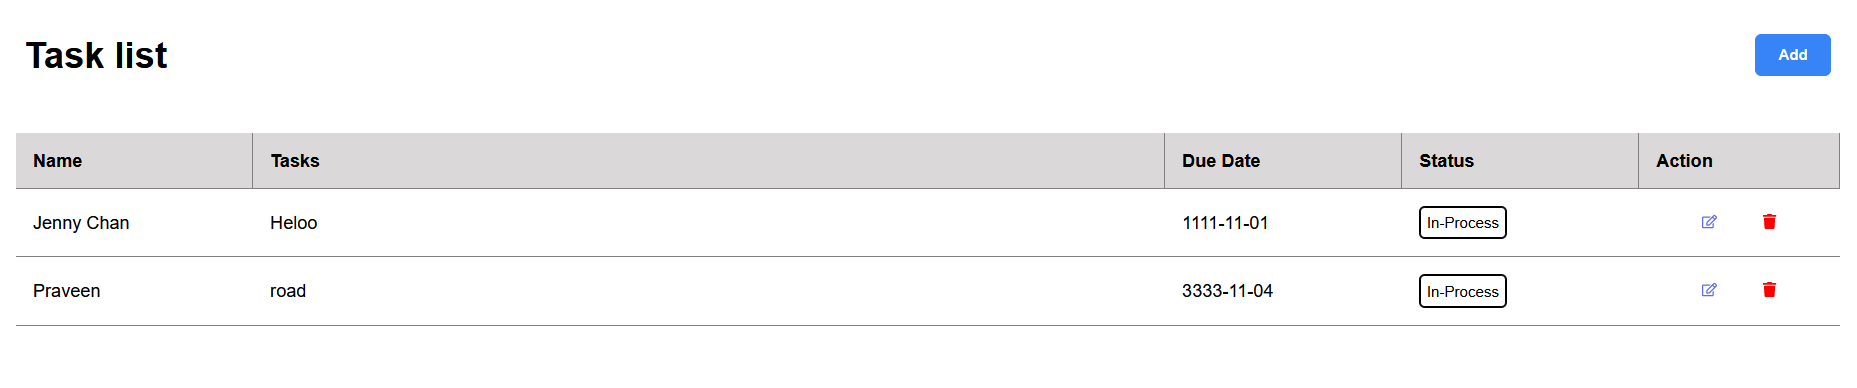 Task list
Add
Name Tasks Due Date Status Action
Jenny Chan Heloo 1111-11-01 In-Process
Praveen road 3333-11-04 In-Process